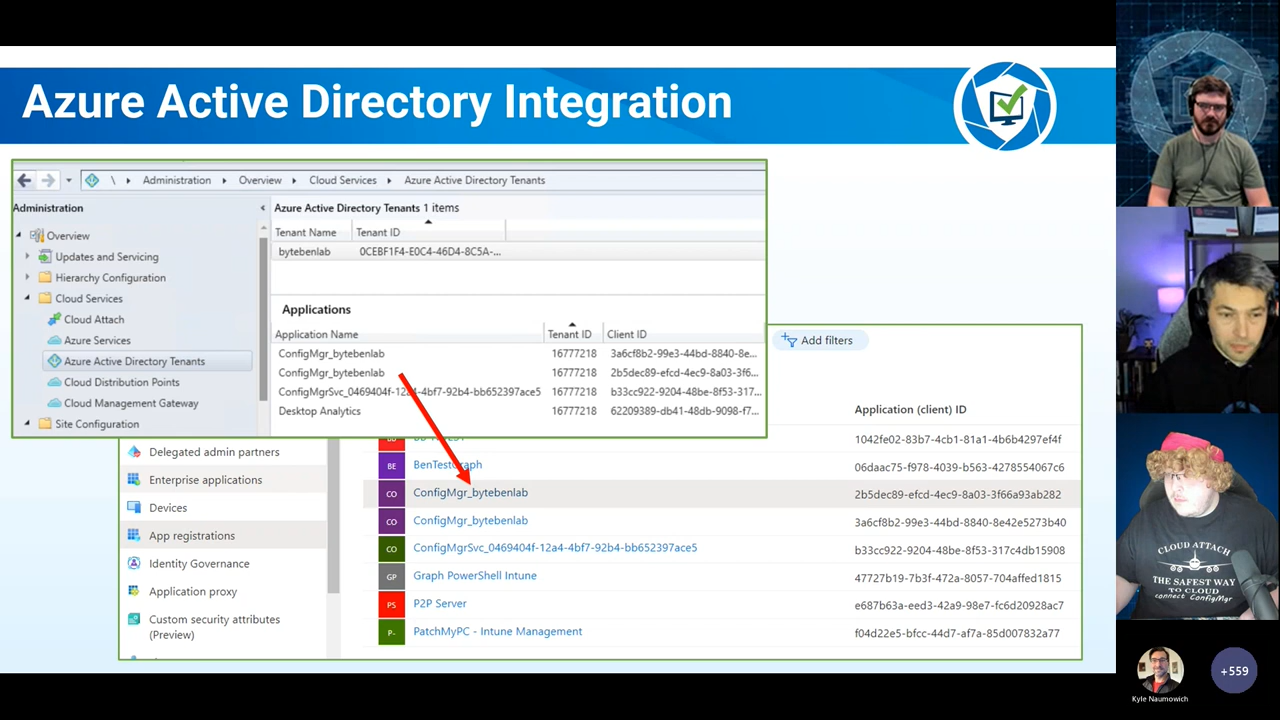 Azure Active Directory Integration
\ Administration Overview Cloud Services Azure Active Directory Tenants
Administration
Overview
Updates and Servicing
Hierarchy Configuration
Cloud Services
Cloud Attach
Azure Services
Azure Active Directory Tenants
Cloud Distribution Points
Cloud Management Gateway
Site Configuration
Azure Active Directory Tenants 1 items
Tenant Name Tenant ID
bytebenlab 0CEBF1F4-E0C4-46D4-8C5A-...
Applications
Application Name Tenant ID Client ID
ConfigMgr_bytebenlab 16777218 3a6cf8b2-99e3-44bd-8840-8e...
ConfigMgr_bytebenlab 16777218 2b5dec89-efcd-4ec9-8a03-3f6...
ConfigMgrSvc_0469404f-12a4-4bf7-92b4-bb652397ace5 16777218 b33cc922-9204-48be-8f53-317...
Desktop Analytics 16777218 62209389-db41-48db-9098-f7...
Add filters
Delegated admin partners
Enterprise applications
Devices
App registrations
Identity Governance
Application proxy
Custom security attributes
(Preview)
Application (client) ID
1042fe02-83b7-4cb1-81a1-4b6b4297ef4f
BE BenTestGraph 06daac75-f978-4039-b563-4278554067c6
CO ConfigMgr_bytebenlab 2b5dec89-efcd-4ec9-8a03-3f66a93ab282
CO ConfigMgr_bytebenlab 3a6cf8b2-99e3-44bd-8840-8e42e5273b40
CO ConfigMgrSvc_0469404f-12a4-4bf7-92b4-bb652397ace5 b33cc922-9204-48be-8f53-317c4db15908
GP Graph PowerShell Intune 47727b19-7b3f-472a-8057-704affed1815
PS P2P Server e687b63a-eed3-42a9-98e7-fc6d20928ac7
P- PatchMyPC - Intune Management f04d22e5-bfcc-44d7-af7a-85d007832a77
CLOUD ATTACH
THE SAFEST WAY
TO CLOUD
connect ConfigMgr
Kyle Naumowich
+559